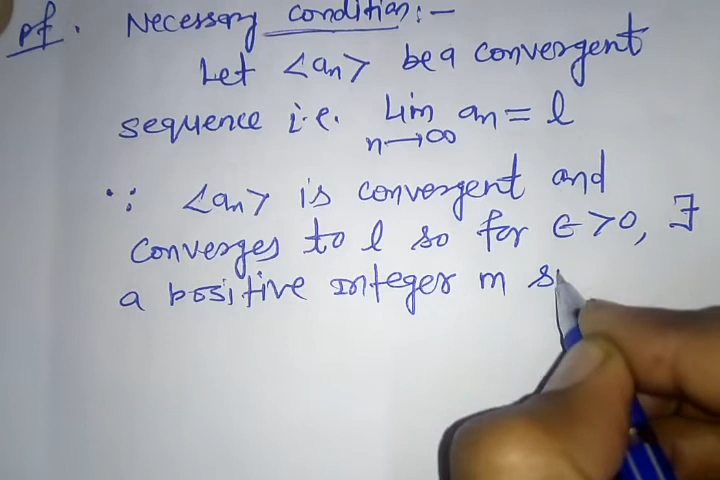 pf. Necessary condition:-
Let <an> be a convergent
sequence i.e. Lim an = l
n→∞
∵ <an> is convergent and
converges to l so for ϵ>0, ∃
a positive integer m s